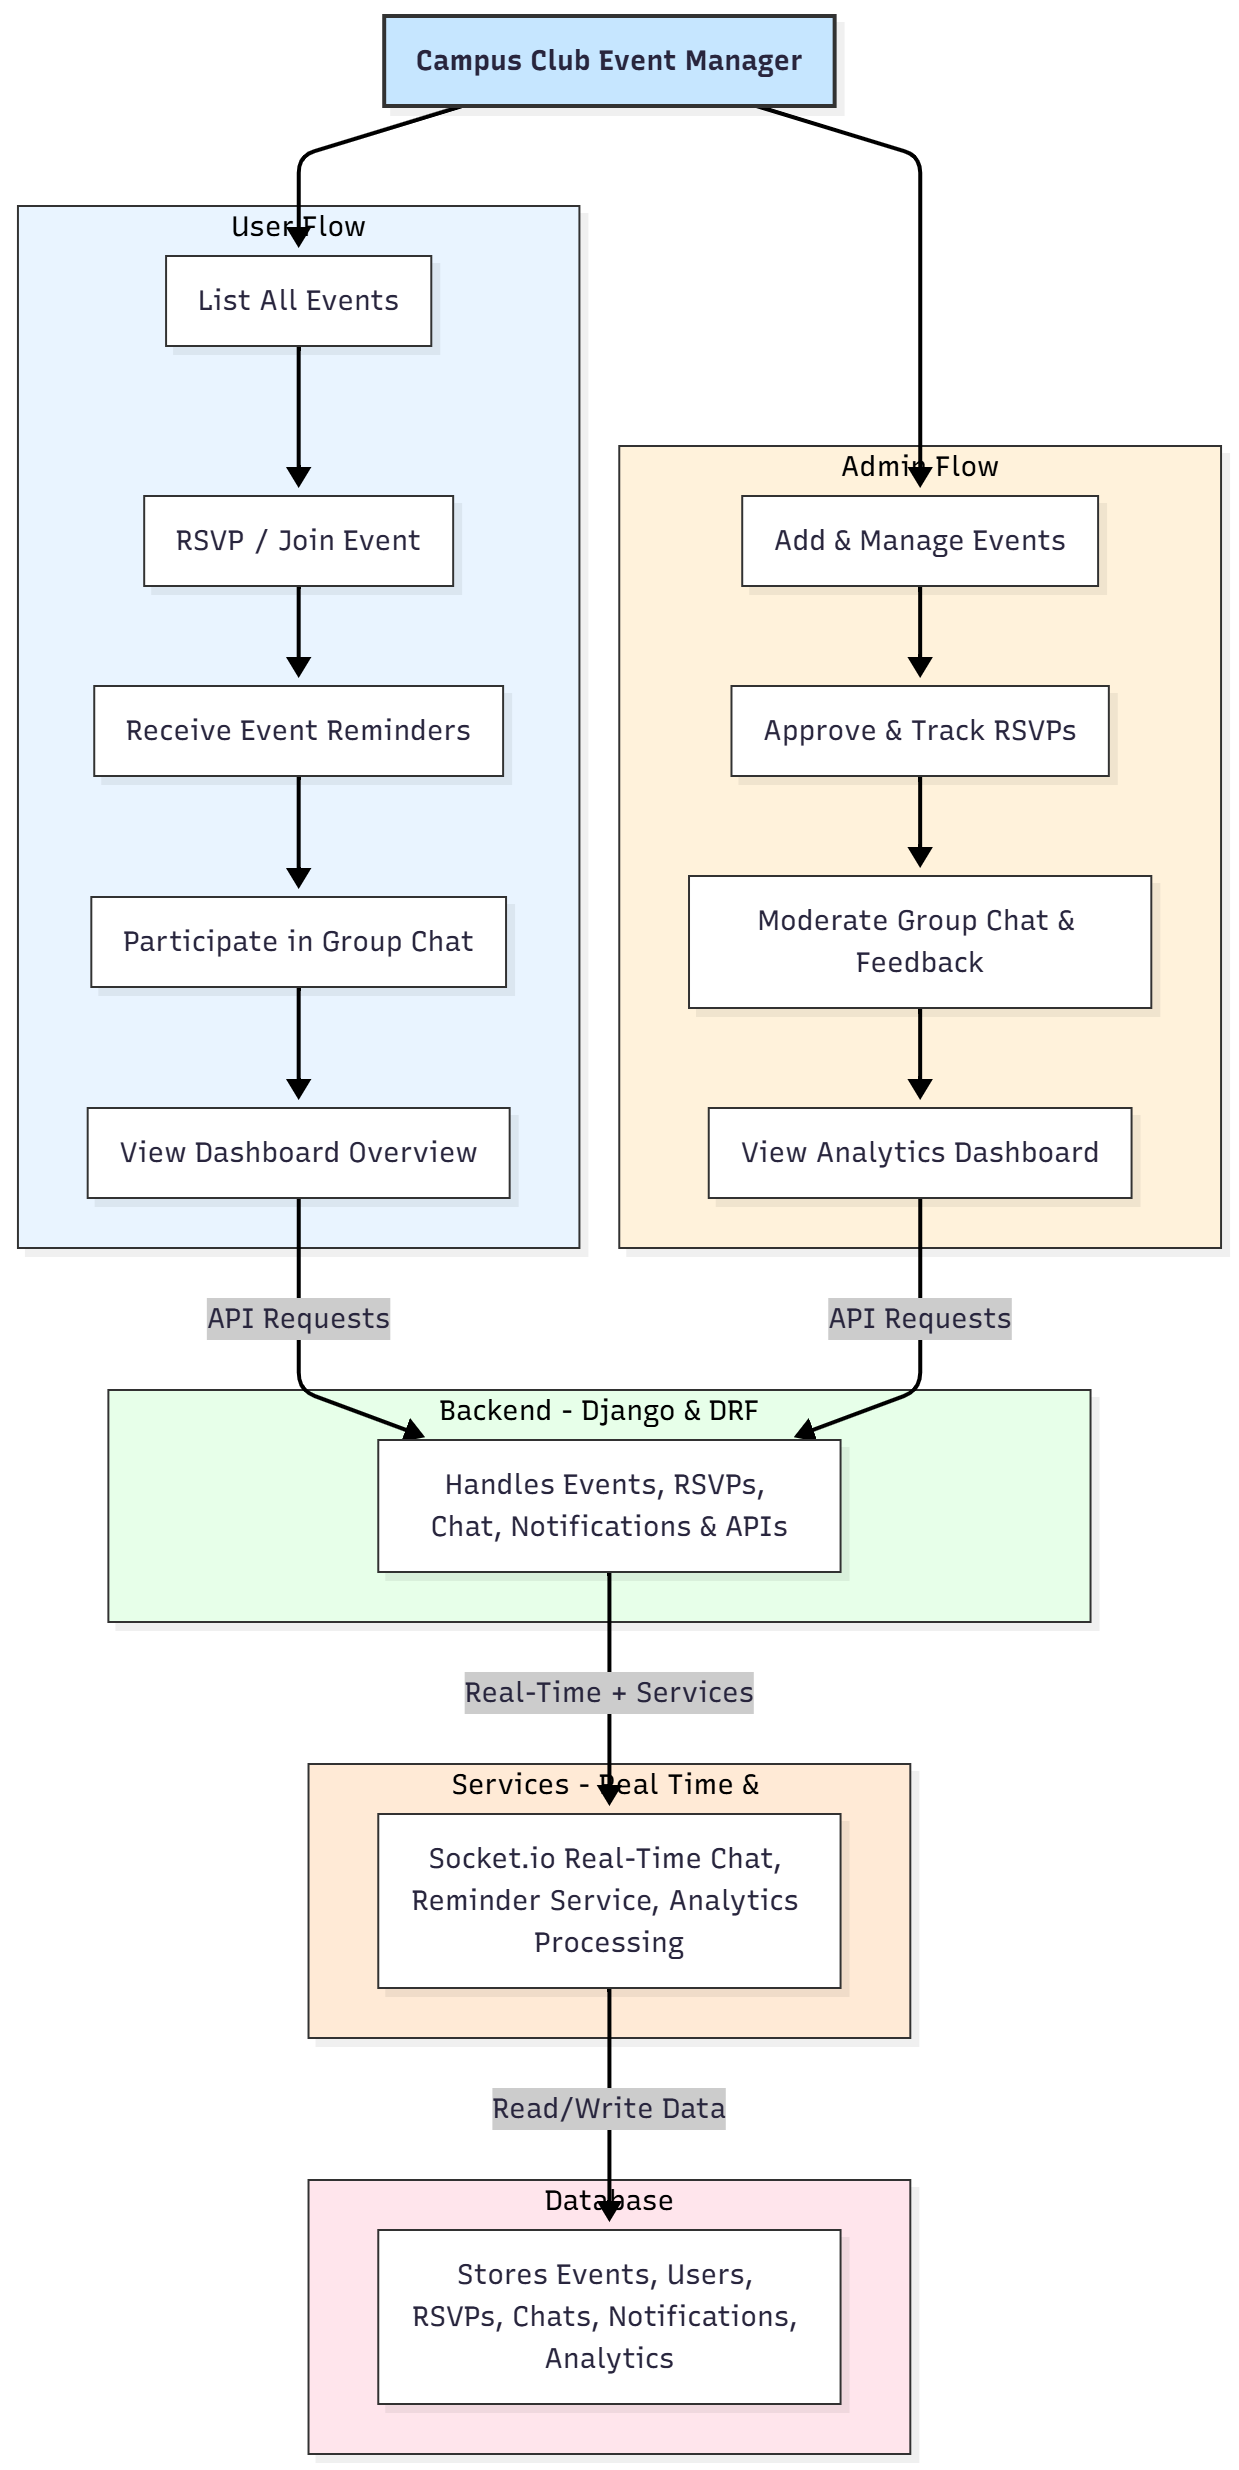 Campus Club Event Manager
User Flow
List All Events
RSVP / Join Event
Receive Event Reminders
Participate in Group Chat
View Dashboard Overview
Admin Flow
Add & Manage Events
Approve & Track RSVPs
Moderate Group Chat &
Feedback
View Analytics Dashboard
API Requests
API Requests
Backend - Django & DRF
Handles Events, RSVPs,
Chat, Notifications & APIs
Real-Time + Services
Services - Real Time &
Socket.io Real-Time Chat,
Reminder Service, Analytics
Processing
Read/Write Data
Database
Stores Events, Users,
RSVPs, Chats, Notifications,
Analytics